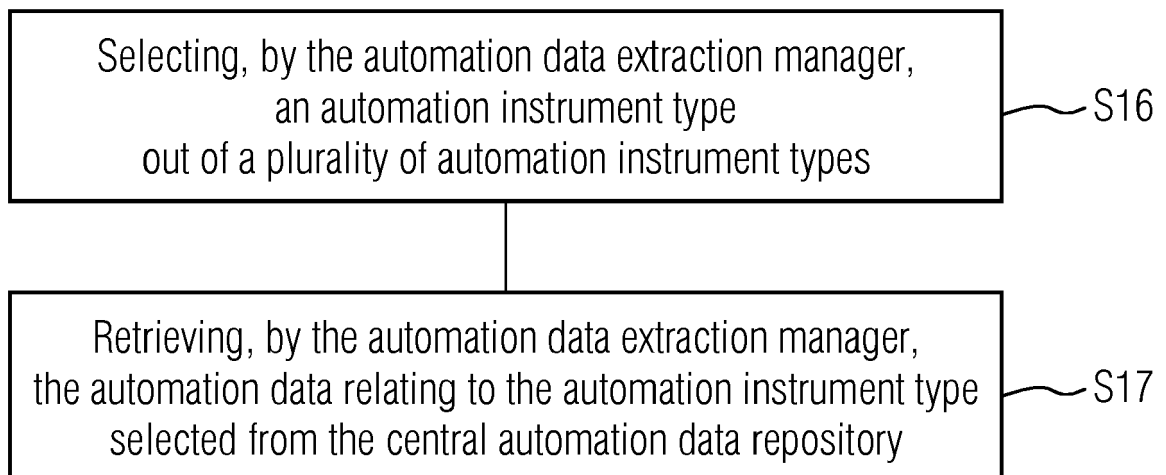 Selecting, by the automation data extraction manager,
an automation instrument type
out of a plurality of automation instrument types
S16
Retrieving, by the automation data extraction manager,
the automation data relating to the automation instrument type
selected from the central automation data repository
S17